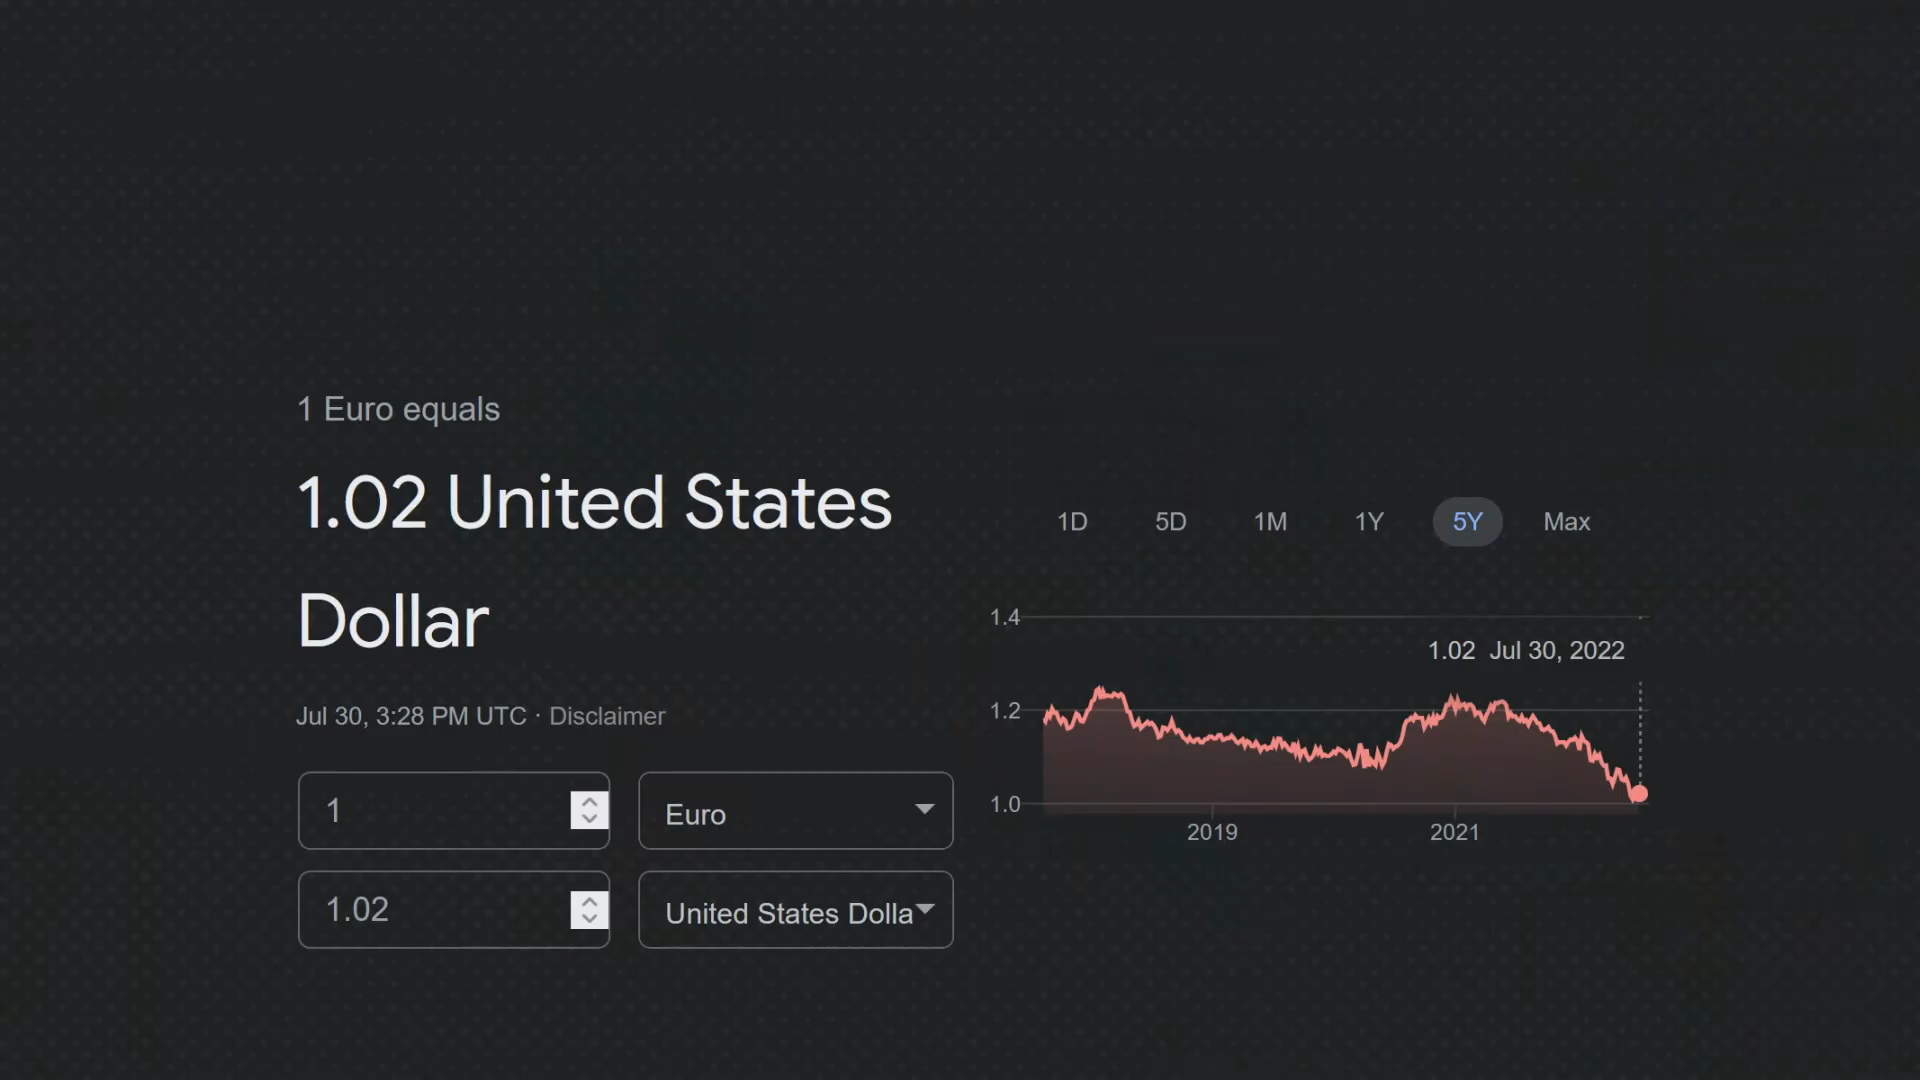 1 Euro equals
1.02 United States
Dollar
Jul 30, 3:28 PM UTC · Disclaimer
1
Euro
1.02
United States Dolla
1D 5D 1M 1Y 5Y Max
1.4
1.02 Jul 30, 2022
1.2
1.0
2019 2021